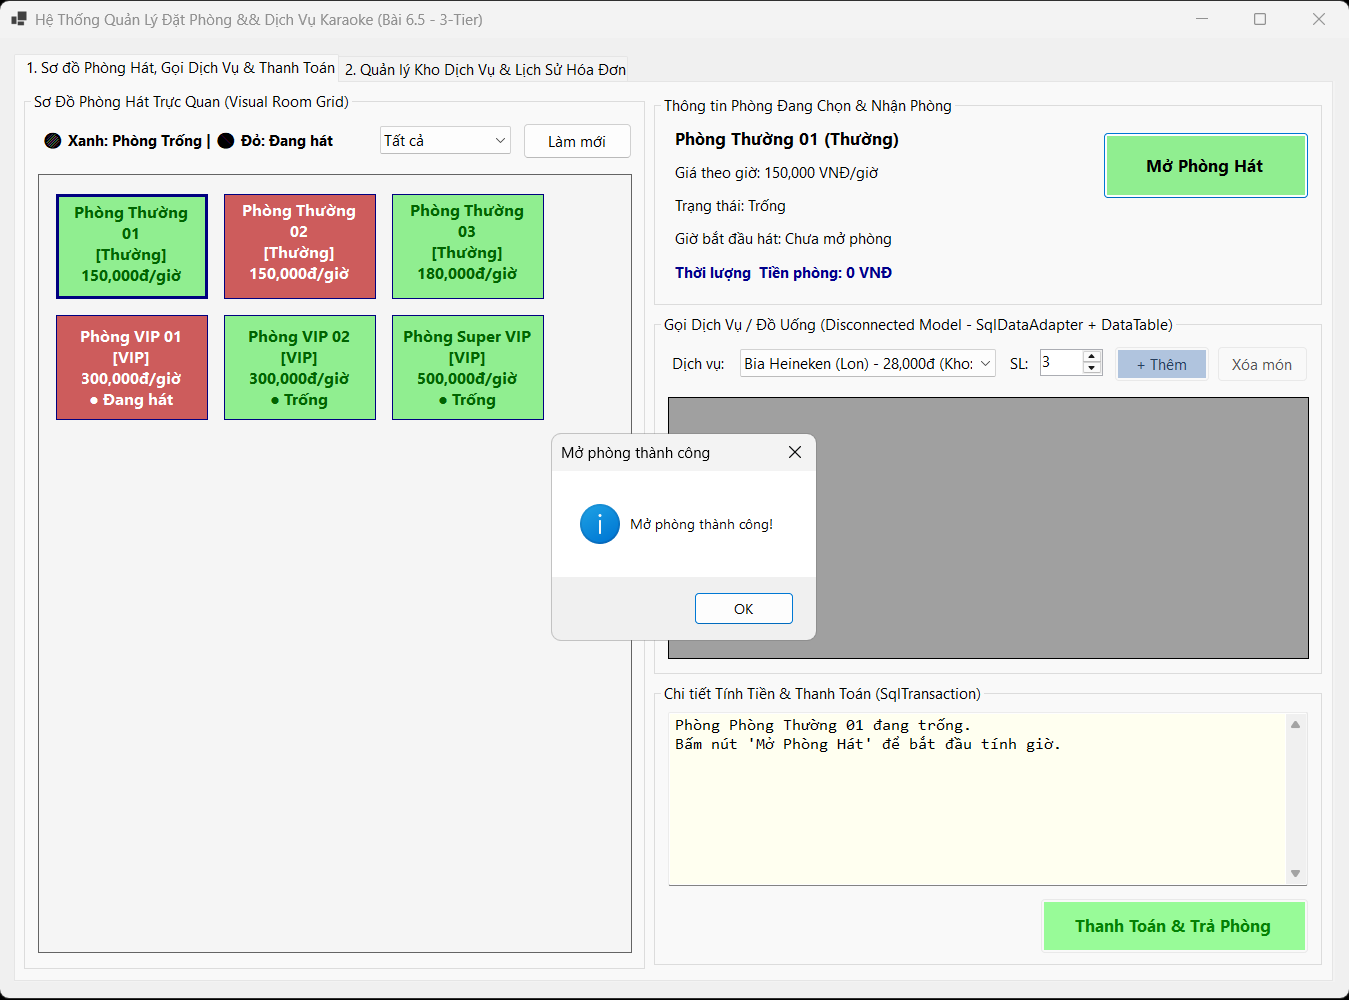 Hệ Thống Quản Lý Đặt Phòng && Dịch Vụ Karaoke (Bài 6.5 - 3-Tier)
1. Sơ đồ Phòng Hát, Gọi Dịch Vụ & Thanh Toán
2. Quản lý Kho Dịch Vụ & Lịch Sử Hóa Đơn
Sơ Đồ Phòng Hát Trực Quan (Visual Room Grid)
Xanh: Phòng Trống | Đỏ: Đang hát
Tất cả
Làm mới
Phòng Thường
01
[Thường]
150,000đ/giờ
Phòng Thường
02
[Thường]
150,000đ/giờ
Phòng Thường
03
[Thường]
180,000đ/giờ
Phòng VIP 01
[VIP]
300,000đ/giờ
● Đang hát
Phòng VIP 02
[VIP]
300,000đ/giờ
● Trống
Phòng Super VIP
[VIP]
500,000đ/giờ
● Trống
Thông tin Phòng Đang Chọn & Nhận Phòng
Phòng Thường 01 (Thường)
Giá theo giờ: 150,000 VNĐ/giờ
Trạng thái: Trống
Giờ bắt đầu hát: Chưa mở phòng
Thời lượng Tiền phòng: 0 VNĐ
Mở Phòng Hát
Gọi Dịch Vụ / Đồ Uống (Disconnected Model - SqlDataAdapter + DataTable)
Dịch vụ:
Bia Heineken (Lon) - 28,000đ (Kho:
SL:
3
+ Thêm
Xóa món
Mở phòng thành công
Mở phòng thành công!
OK
Chi tiết Tính Tiền & Thanh Toán (SqlTransaction)
Phòng Phòng Thường 01 đang trống.
Bấm nút 'Mở Phòng Hát' để bắt đầu tính giờ.
Thanh Toán & Trả Phòng